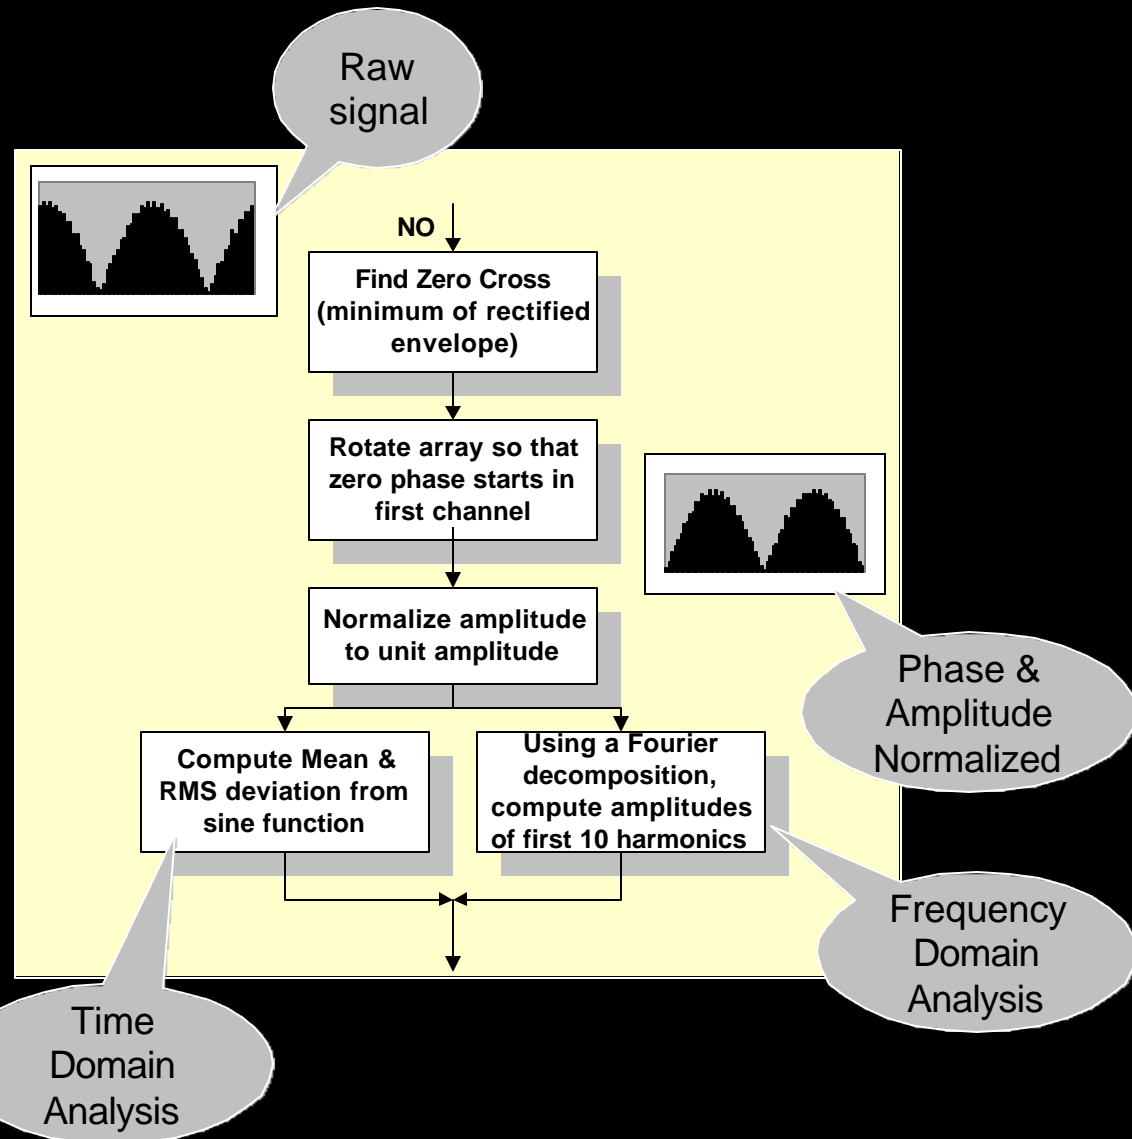 Raw
signal
NO
Find Zero Cross
(minimum of rectified
envelope)
Rotate array so that
zero phase starts in
first channel
Normalize amplitude
to unit amplitude
Phase &
Amplitude
Normalized
Compute Mean &
RMS deviation from
sine function
Using a Fourier
decomposition,
compute amplitudes
of first 10 harmonics
Frequency
Domain
Analysis
Time
Domain
Analysis